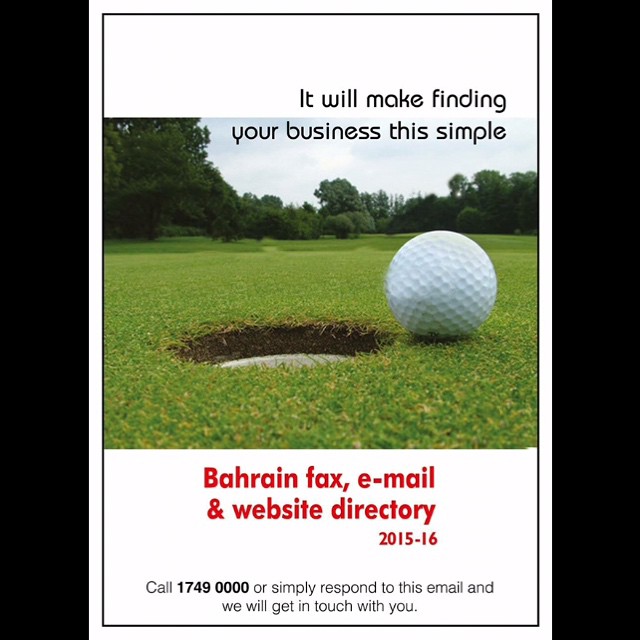 It will make finding
your business this simple
Bahrain fax, e-mail
& website directory
2015-16
Call 1749 0000 or simply respond to this email and
we will get in touch with you.